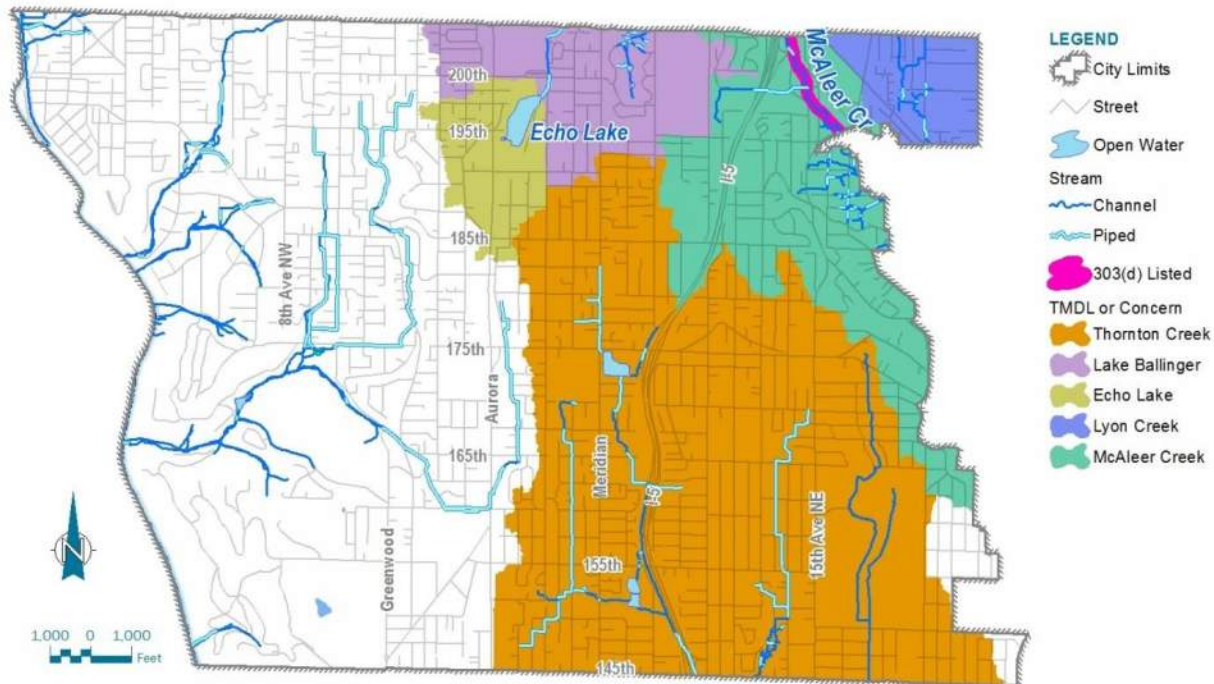 McAleer Cr
200th
195th
Echo Lake
I-5
185th
8th Ave NW
175th
Aurora
Meridian
165th
I-5
15th Ave NE
155th
Greenwood
145th
N
1,000 0 1,000
Feet
LEGEND
City Limits
Street
Open Water
Stream
Channel
Piped
303(d) Listed
TMDL or Concern
Thornton Creek
Lake Ballinger
Echo Lake
Lyon Creek
McAleer Creek